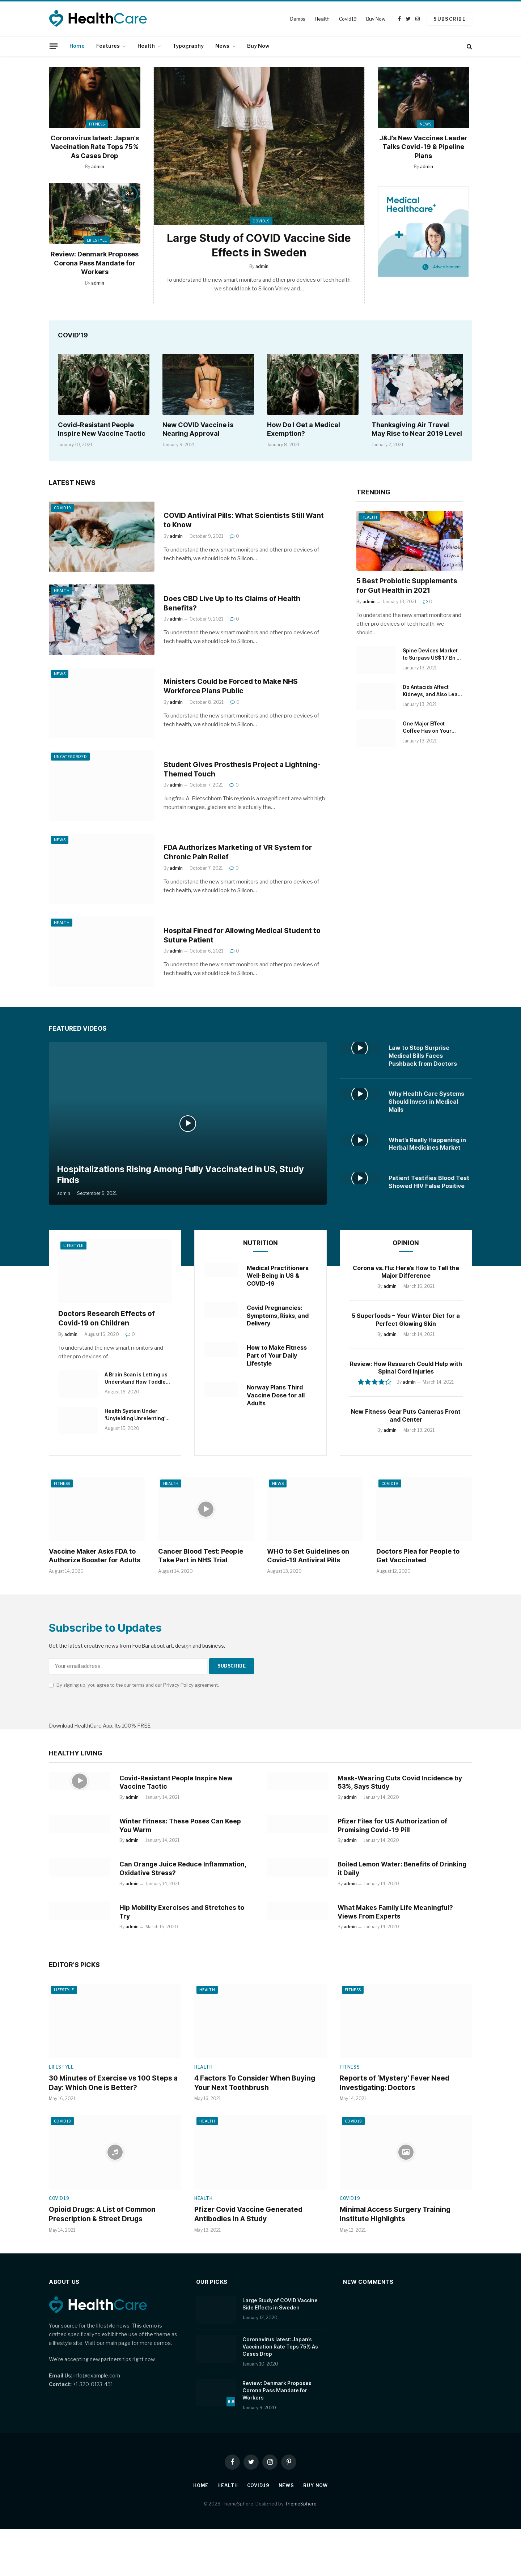 HealthCare
Demos Health Covid19 Buy Now SUBSCRIBE
Home Features Health Typography News Buy Now
FITNESS
Coronavirus latest: Japan's
Vaccination Rate Tops 75%
As Cases Drop
By admin
LIFESTYLE
Review: Denmark Proposes
Corona Pass Mandate for
Workers
By admin
COVID19
Large Study of COVID Vaccine Side
Effects in Sweden
By admin
To understand the new smart monitors and other pro devices of tech health,
we should look to Silicon Valley and…
NEWS
J&J's New Vaccines Leader
Talks Covid-19 & Pipeline
Plans
By admin
Medical
Healthcare+
Advertisement
COVID'19
Covid-Resistant People
Inspire New Vaccine Tactic
January 10, 2021
New COVID Vaccine is
Nearing Approval
January 9, 2021
How Do I Get a Medical
Exemption?
January 8, 2021
Thanksgiving Air Travel
May Rise to Near 2019 Level
January 7, 2021
LATEST NEWS
COVID19
COVID Antiviral Pills: What Scientists Still Want
to Know
By admin — October 9, 2021 0
To understand the new smart monitors and other pro devices of tech
health, we should look to Silicon…
HEALTH
Does CBD Live Up to Its Claims of Health
Benefits?
By admin — October 9, 2021 0
To understand the new smart monitors and other pro devices of tech
health, we should look to Silicon…
NEWS
Ministers Could be Forced to Make NHS
Workforce Plans Public
By admin — October 8, 2021 0
To understand the new smart monitors and other pro devices of tech
health, we should look to Silicon…
UNCATEGORIZED
Student Gives Prosthesis Project a Lightning-
Themed Touch
By admin — October 7, 2021 0
Jungfrau A. Bietschhorn This region is a magnificent area with high
mountain ranges, glaciers and is actually the…
NEWS
FDA Authorizes Marketing of VR System for
Chronic Pain Relief
By admin — October 7, 2021 0
To understand the new smart monitors and other pro devices of tech
health, we should look to Silicon…
HEALTH
Hospital Fined for Allowing Medical Student to
Suture Patient
By admin — October 6, 2021 0
To understand the new smart monitors and other pro devices of tech
health, we should look to Silicon…
TRENDING
HEALTH
5 Best Probiotic Supplements
for Gut Health in 2021
By admin — January 13, 2021 0
To understand the new smart monitors and
other pro devices of tech health, we
should…
Spine Devices Market
to Surpass US$ 17 Bn …
January 13, 2021
Do Antacids Affect
Kidneys, and Also Lea…
January 13, 2021
One Major Effect
Coffee Has on Your…
January 13, 2021
FEATURED VIDEOS
Hospitalizations Rising Among Fully Vaccinated in US, Study
Finds
admin — September 9, 2021
Law to Stop Surprise
Medical Bills Faces
Pushback from Doctors
Why Health Care Systems
Should Invest in Medical
Malls
What's Really Happening in
Herbal Medicines Market
Patient Testifies Blood Test
Showed HIV False Positive
LIFESTYLE
Doctors Research Effects of
Covid-19 on Children
By admin — August 16, 2020 0
To understand the new smart monitors and
other pro devices of…
A Brain Scan is Letting us
Understand How Toddle…
August 15, 2020
Health System Under
'Unyielding Unrelenting'…
August 15, 2020
NUTRITION
Medical Practitioners
Well-Being in US &
COVID-19
Covid Pregnancies:
Symptoms, Risks, and
Delivery
How to Make Fitness
Part of Your Daily
Lifestyle
Norway Plans Third
Vaccine Dose for all
Adults
OPINION
Corona vs. Flu: Here's How to Tell the
Major Difference
By admin — March 15, 2021
5 Superfoods – Your Winter Diet for a
Perfect Glowing Skin
By admin — March 14, 2021
Review: How Research Could Help with
Spinal Cord Injuries
By admin — March 14, 2021
New Fitness Gear Puts Cameras Front
and Center
By admin — March 13, 2021
FITNESS
Vaccine Maker Asks FDA to
Authorize Booster for Adults
August 14, 2020
HEALTH
Cancer Blood Test: People
Take Part in NHS Trial
August 14, 2020
NEWS
WHO to Set Guidelines on
Covid-19 Antiviral Pills
August 13, 2020
COVID19
Doctors Plea for People to
Get Vaccinated
August 12, 2020
Subscribe to Updates
Get the latest creative news from FooBar about art, design and business.
Your email address.. SUBSCRIBE
By signing up, you agree to the our terms and our Privacy Policy agreement.
Download HealthCare App. Its 100% FREE.
HEALTHY LIVING
Covid-Resistant People Inspire New
Vaccine Tactic
By admin — January 14, 2021
Mask-Wearing Cuts Covid Incidence by
53%, Says Study
By admin — January 14, 2020
Winter Fitness: These Poses Can Keep
You Warm
By admin — January 14, 2021
Pfizer Files for US Authorization of
Promising Covid-19 Pill
By admin — January 14, 2020
Can Orange Juice Reduce Inflammation,
Oxidative Stress?
By admin — January 14, 2021
Boiled Lemon Water: Benefits of Drinking
it Daily
By admin — January 14, 2020
Hip Mobility Exercises and Stretches to
Try
By admin — March 16, 2020
What Makes Family Life Meaningful?
Views From Experts
By admin — January 14, 2020
EDITOR'S PICKS
LIFESTYLE
LIFESTYLE
30 Minutes of Exercise vs 100 Steps a
Day: Which One is Better?
May 16, 2021
HEALTH
HEALTH
4 Factors To Consider When Buying
Your Next Toothbrush
May 16, 2021
FITNESS
FITNESS
Reports of 'Mystery' Fever Need
Investigating: Doctors
May 14, 2021
COVID19
COVID19
Opioid Drugs: A List of Common
Prescription & Street Drugs
May 14, 2021
HEALTH
HEALTH
Pfizer Covid Vaccine Generated
Antibodies in A Study
May 13, 2021
COVID19
COVID19
Minimal Access Surgery Training
Institute Highlights
May 12, 2021
ABOUT US
HealthCare
Your source for the lifestyle news. This demo is
crafted specifically to exhibit the use of the theme as
a lifestyle site. Visit our main page for more demos.
We're accepting new partnerships right now.
Email Us: info@example.com
Contact: +1-320-0123-451
OUR PICKS
Large Study of COVID Vaccine
Side Effects in Sweden
January 12, 2020
Coronavirus latest: Japan's
Vaccination Rate Tops 75% As
Cases Drop
January 10, 2020
Review: Denmark Proposes
Corona Pass Mandate for
Workers
January 9, 2020
NEW COMMENTS
HOME HEALTH COVID19 NEWS BUY NOW
© 2023 ThemeSphere. Designed by ThemeSphere.